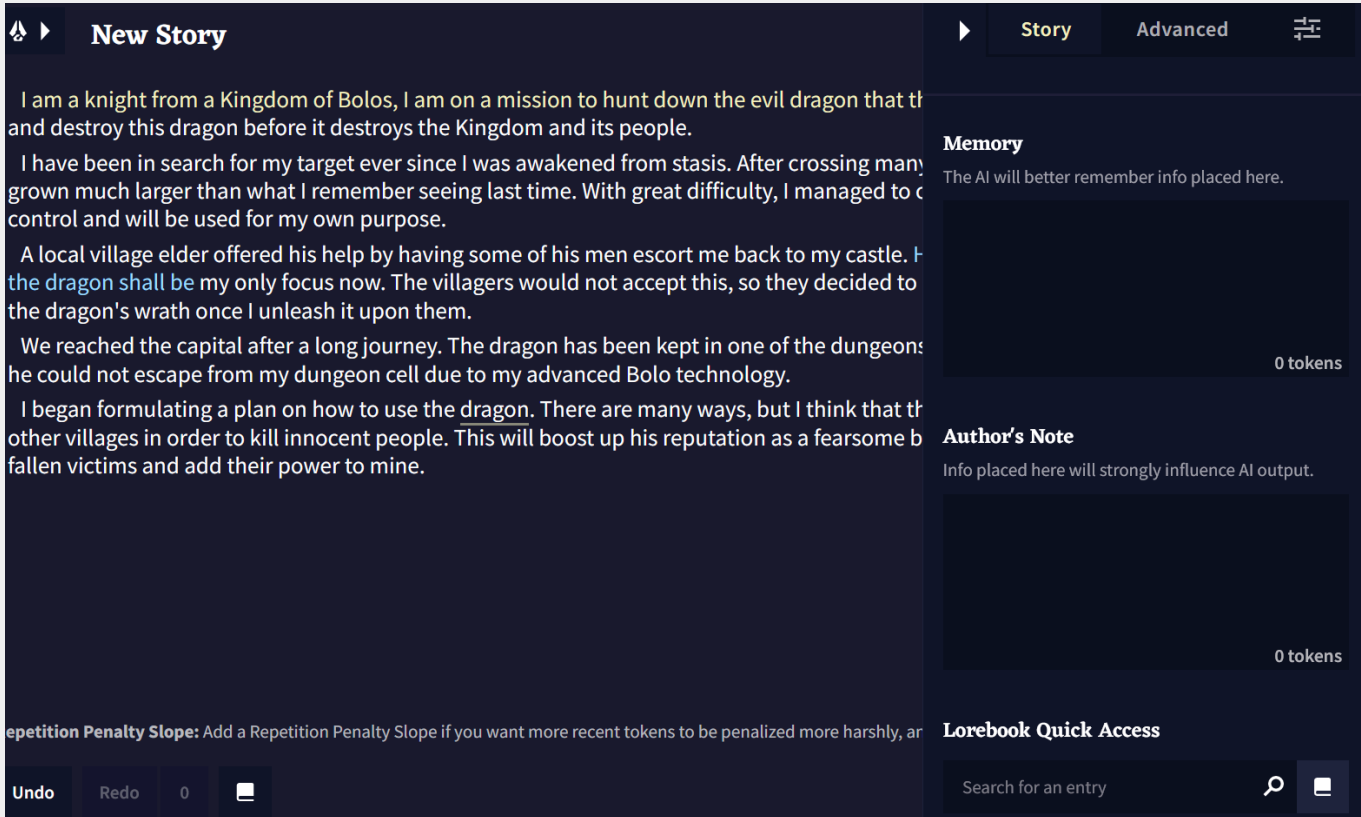 New Story
Story
Advanced
I am a knight from a Kingdom of Bolos, I am on a mission to hunt down the evil dragon that
and destroy this dragon before it destroys the Kingdom and its people.
I have been in search for my target ever since I was awakened from stasis. After crossing many
grown much larger than what I remember seeing last time. With great difficulty, I managed to
control and will be used for my own purpose.
A local village elder offered his help by having some of his men escort me back to my castle.
the dragon shall be my only focus now. The villagers would not accept this, so they decided to
the dragon's wrath once I unleash it upon them.
We reached the capital after a long journey. The dragon has been kept in one of the dungeons
he could not escape from my dungeon cell due to my advanced Bolo technology.
I began formulating a plan on how to use the dragon. There are many ways, but I think that
other villages in order to kill innocent people. This will boost up his reputation as a fearsome
fallen victims and add their power to mine.
epetition Penalty Slope: Add a Repetition Penalty Slope if you want more recent tokens to be penalized more harshly,
Undo
Redo
0
Memory
The AI will better remember info placed here.
0 tokens
Author's Note
Info placed here will strongly influence AI output.
0 tokens
Lorebook Quick Access
Search for an entry